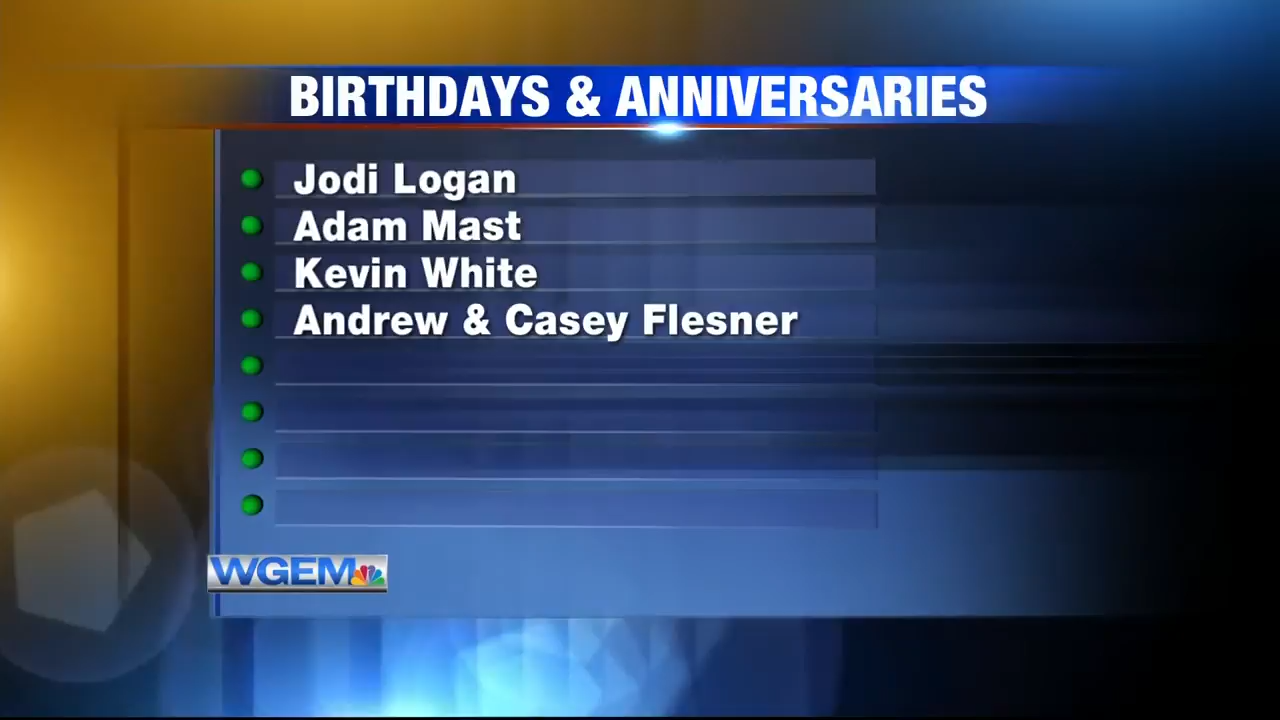 BIRTHDAYS & ANNIVERSARIES
Jodi Logan
Adam Mast
Kevin White
Andrew & Casey Flesner
WGEM